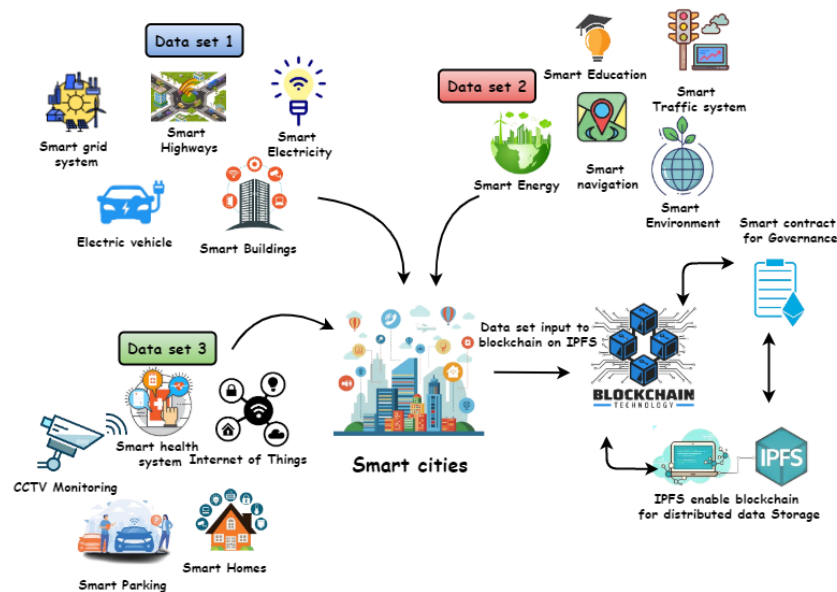 Data set 1
Smart grid
system
Smart
Highways
Smart
Electricity
Electric vehicle
Smart Buildings
Data set 2
Smart Education
Smart
Traffic system
Smart Energy
Smart
navigation
Smart
Environment
Smart contract
for Governance
Data set 3
Smart health
system
Internet of Things
CCTV Monitoring
Smart Parking
Smart Homes
Smart cities
Data set input to
blockchain on IPFS
BLOCKCHAIN
TECHNOLOGY
IPFS
IPFS enable blockchain
for distributed data Storage